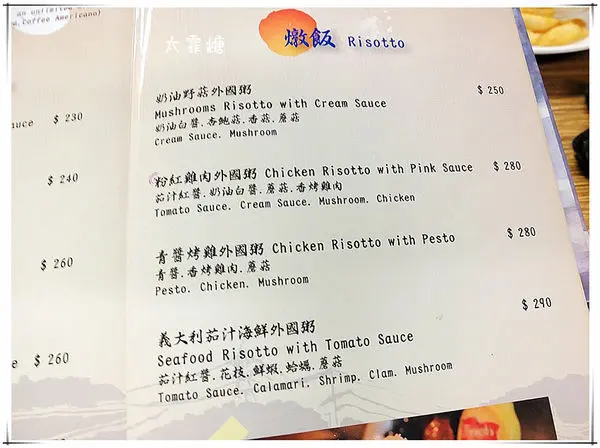 an unlimited
a.Coffee Americano)
燉飯 Risotto
奶油野菇外國粥 $ 250
Mushrooms Risotto with Cream Sauce
奶油白醬.杏鮑菇.香菇.蘑菇
Cream Sauce. Mushroom
粉紅雞肉外國粥 Chicken Risotto with Pink Sauce $ 280
茄汁紅醬.奶油白醬.蘑菇.香烤雞肉
Tomato Sauce. Cream Sauce. Mushroom. Chicken
青醬烤雞外國粥 Chicken Risotto with Pesto $ 280
青醬.香烤雞肉.蘑菇
Pesto. Chicken. Mushroom
義大利茄汁海鮮外國粥 $ 290
Seafood Risotto with Tomato Sauce
茄汁紅醬.花枝.鮮蝦.蛤蠣.蘑菇
Tomato Sauce. Calamari. Shrimp. Clam. Mushroom
$ 230
$ 240
$ 260
$ 260